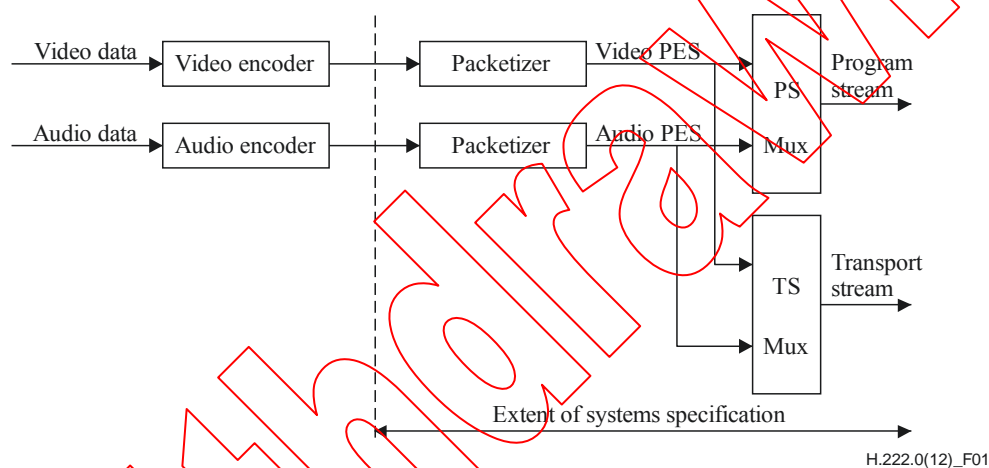 Video data
Video encoder
Packetizer
Video PES
PS
Mux
Program
stream
Audio data
Audio encoder
Packetizer
Audio PES
TS
Mux
Transport
stream
Extent of systems specification
H.222.0(12)_F01